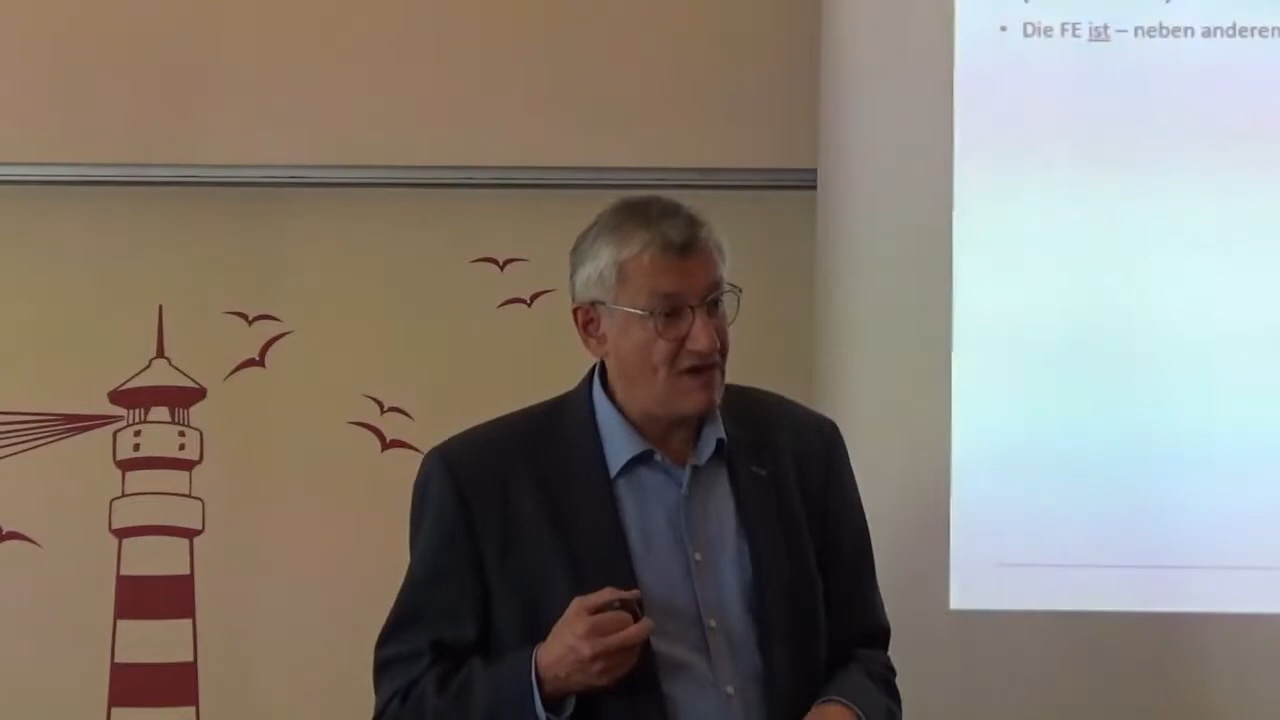 • Die FE ist – neben anderen